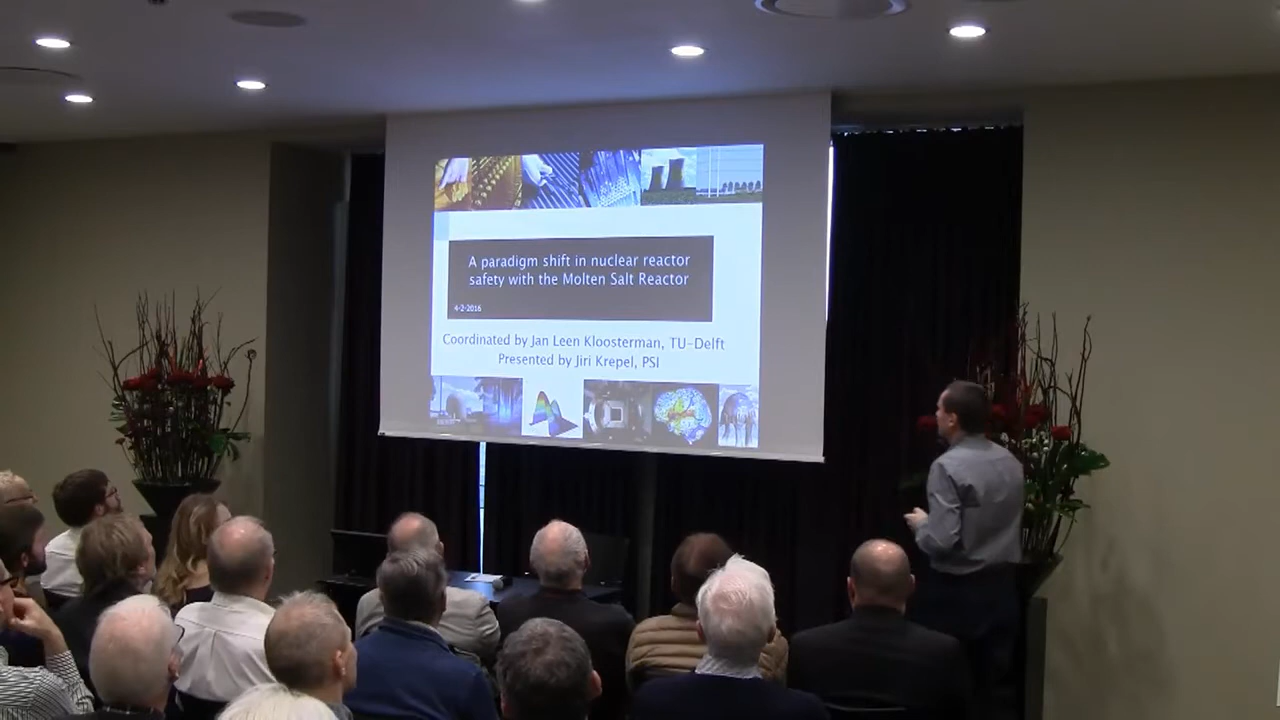 A paradigm shift in nuclear reactor
safety with the Molten Salt Reactor
4-2-2016
Coordinated by Jan Leen Kloosterman, TU-Delft
Presented by Jiri Krepel, PSI